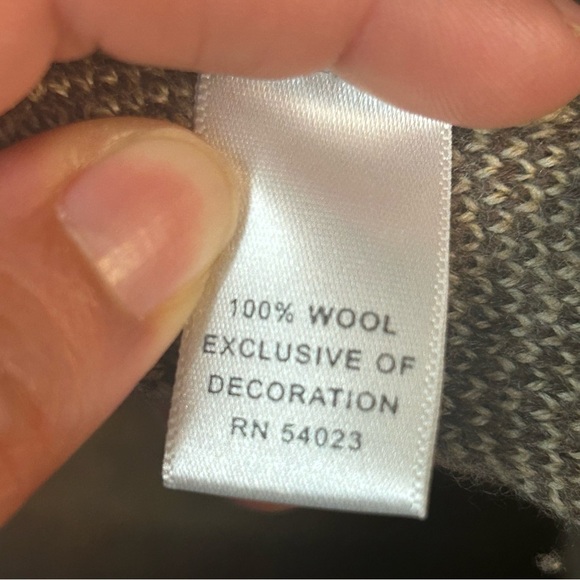 100% WOOL
EXCLUSIVE OF
DECORATION
RN 54023